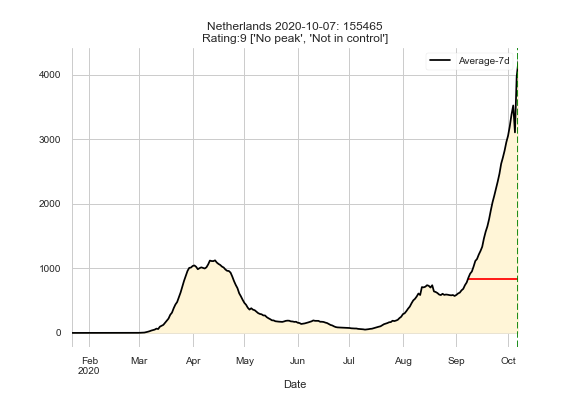 Netherlands 2020-10-07: 155465
Rating:9 ['No peak', 'Not in control']
Average-7d
4000
3000
2000
1000
0
Feb Mar Apr May Jun Jul Aug Sep Oct
2020
Date